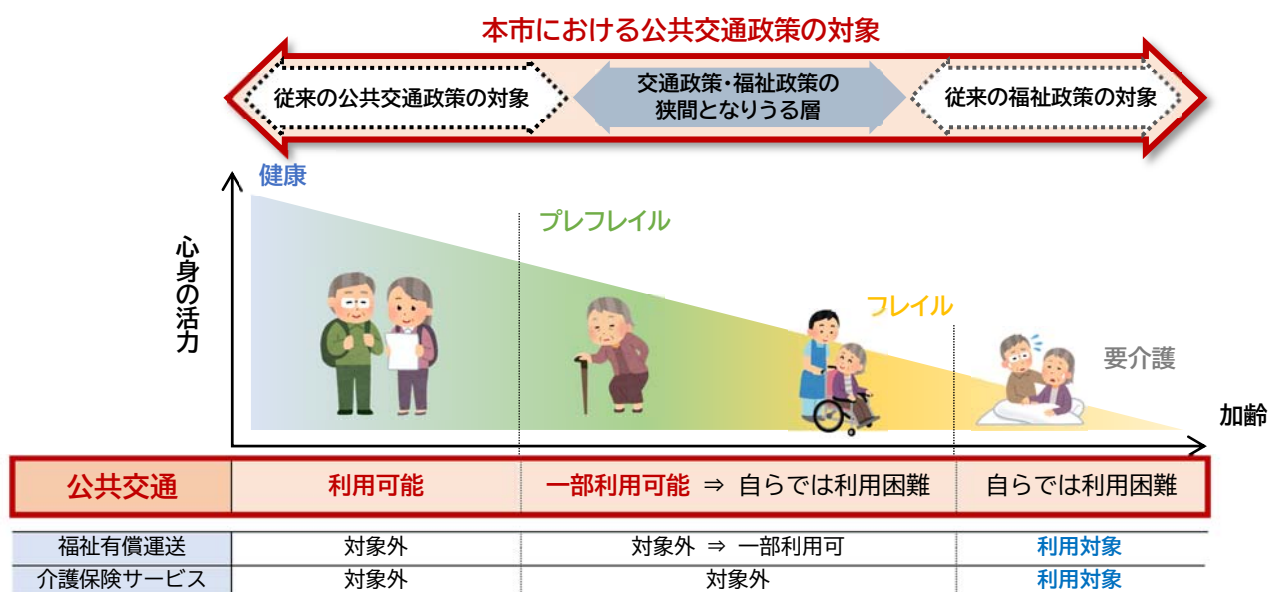 本市における公共交通政策の対象
従来の公共交通政策の対象
交通政策・福祉政策の
狭間となりうる層
従来の福祉政策の対象
健康
プレフレイル
フレイル
要介護
心身の活力
加齢
公共交通 利用可能 一部利用可能 ⇒ 自らでは利用困難 自らでは利用困難
福祉有償運送 対象外 対象外 ⇒ 一部利用可 利用対象
介護保険サービス 対象外 対象外 利用対象